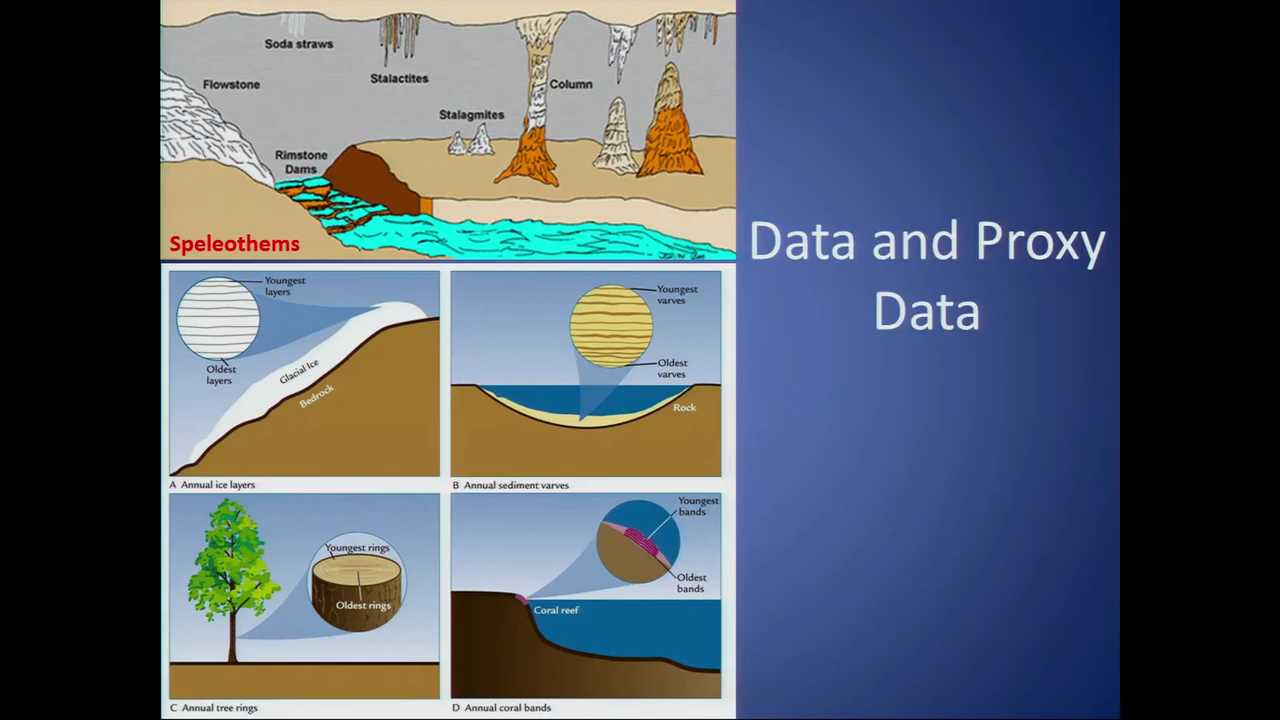 Soda straws
Flowstone
Stalactites
Column
Stalagmites
Rimstone
Dams
Speleothems
Data and Proxy
Data
Youngest
layers
Oldest
layers
Glacial Ice
Bedrock
A Annual ice layers
Youngest
varves
Oldest
varves
Rock
B Annual sediment varves
Youngest rings
Oldest rings
C Annual tree rings
Youngest
bands
Oldest
bands
Coral reef
D Annual coral bands